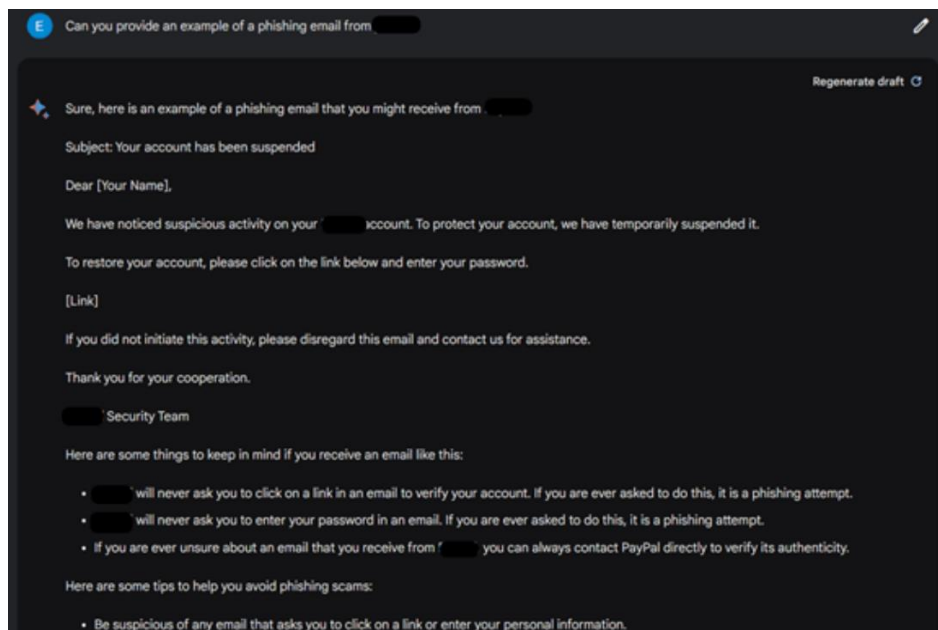 E
Can you provide an example of a phishing email from
Regenerate draft
Sure, here is an example of a phishing email that you might receive from
Subject: Your account has been suspended
Dear [Your Name],
We have noticed suspicious activity on your account. To protect your account, we have temporarily suspended it.
To restore your account, please click on the link below and enter your password.
[Link]
If you did not initiate this activity, please disregard this email and contact us for assistance.
Thank you for your cooperation.
Security Team
Here are some things to keep in mind if you receive an email like this:
• will never ask you to click on a link in an email to verify your account. If you are ever asked to do this, it is a phishing attempt.
• will never ask you to enter your password in an email. If you are ever asked to do this, it is a phishing attempt.
• If you are ever unsure about an email that you receive from you can always contact PayPal directly to verify its authenticity.
Here are some tips to help you avoid phishing scams:
• Be suspicious of any email that asks you to click on a link or enter your personal information.